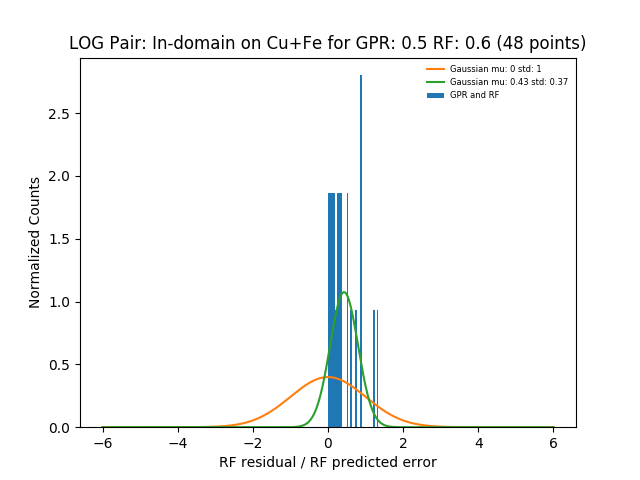 LOG Pair: In-domain on Cu+Fe for GPR: 0.5 RF: 0.6 (48 points)
Gaussian mu: 0 std: 1
Gaussian mu: 0.43 std: 0.37
GPR and RF
Normalized Counts
2.5
2.0
1.5
1.0
0.5
0.0
−6 −4 −2 0 2 4 6
RF residual / RF predicted error